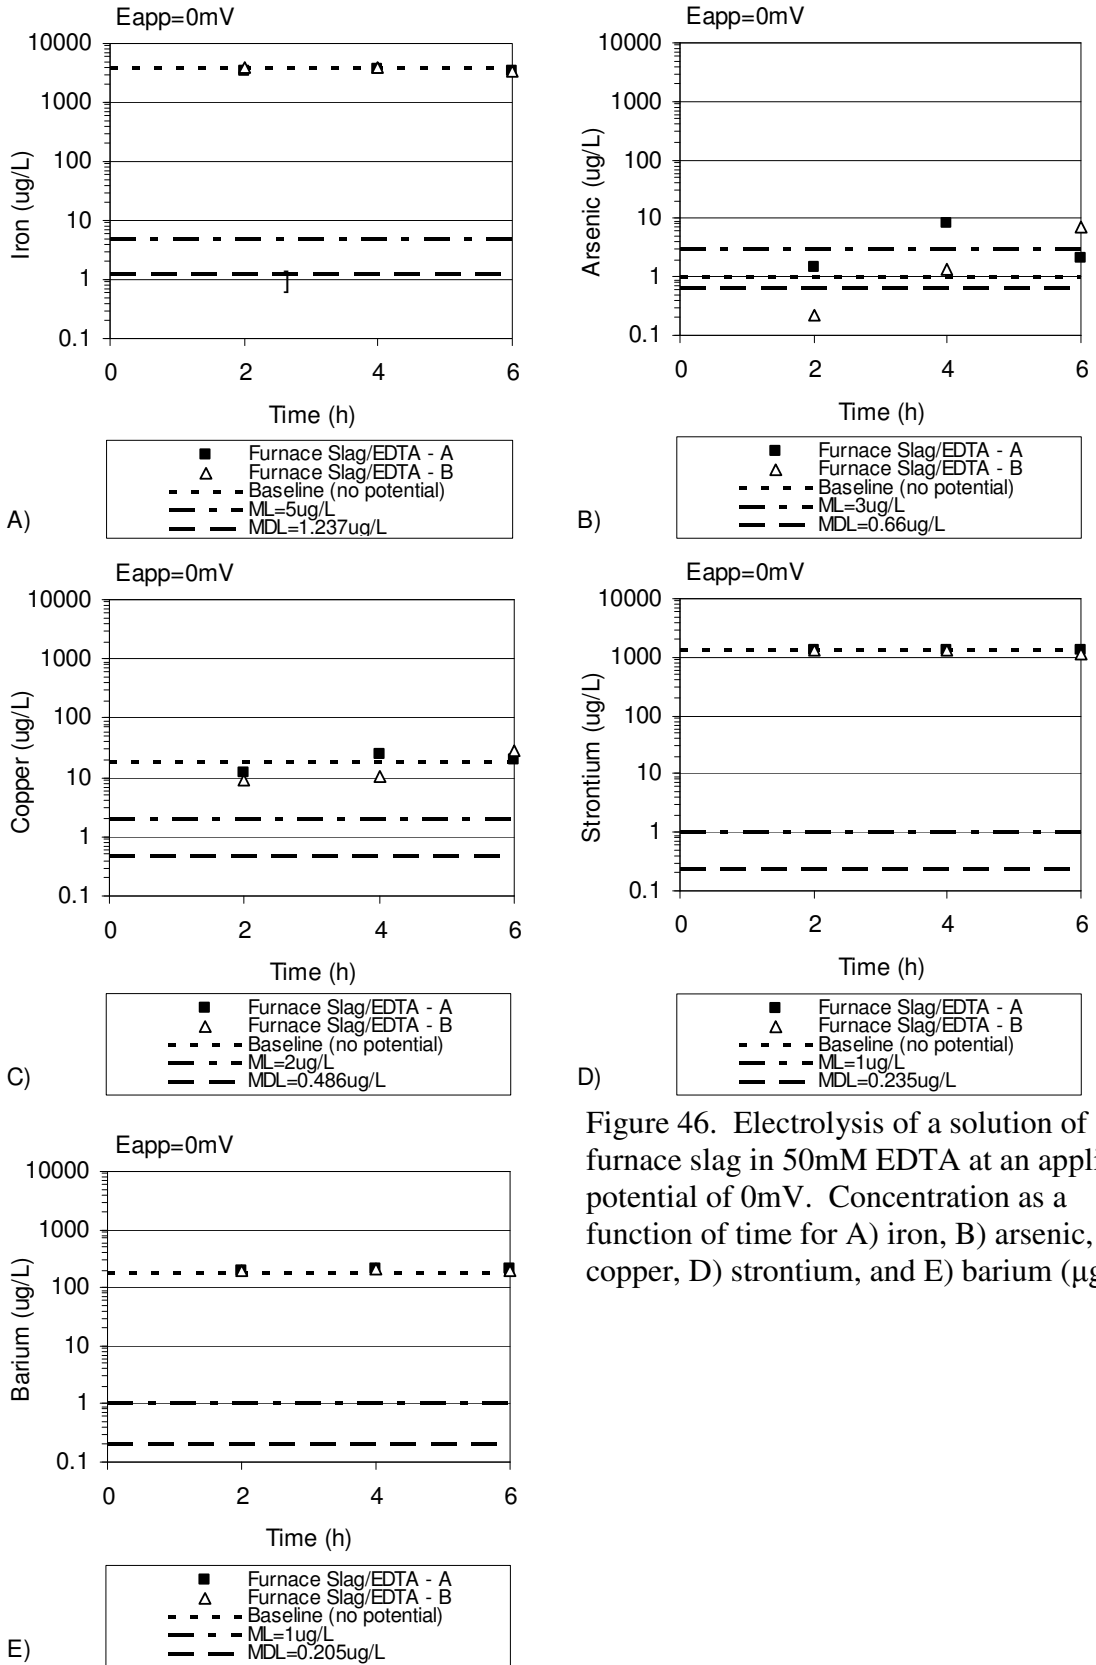 Eapp=0mV
10000
1000
100
10
1
0.1
Iron (ug/L)
0 2 4 6
Time (h)
Furnace Slag/EDTA - A
Furnace Slag/EDTA - B
Baseline (no potential)
ML=5ug/L
MDL=1.237ug/L
A)
Eapp=0mV
10000
1000
100
10
1
0.1
Arsenic (ug/L)
0 2 4 6
Time (h)
Furnace Slag/EDTA - A
Furnace Slag/EDTA - B
Baseline (no potential)
ML=3ug/L
MDL=0.66ug/L
B)
Eapp=0mV
10000
1000
100
10
1
0.1
Copper (ug/L)
0 2 4 6
Time (h)
Furnace Slag/EDTA - A
Furnace Slag/EDTA - B
Baseline (no potential)
ML=2ug/L
MDL=0.486ug/L
C)
Eapp=0mV
10000
1000
100
10
1
0.1
Strontium (ug/L)
0 2 4 6
Time (h)
Furnace Slag/EDTA - A
Furnace Slag/EDTA - B
Baseline (no potential)
ML=1ug/L
MDL=0.235ug/L
D)
Eapp=0mV
10000
1000
100
10
1
0.1
Barium (ug/L)
0 2 4 6
Time (h)
Furnace Slag/EDTA - A
Furnace Slag/EDTA - B
Baseline (no potential)
ML=1ug/L
MDL=0.205ug/L
E)
Figure 46. Electrolysis of a solution of
furnace slag in 50mM EDTA at an appli
potential of 0mV. Concentration as a
function of time for A) iron, B) arsenic,
copper, D) strontium, and E) barium (μg